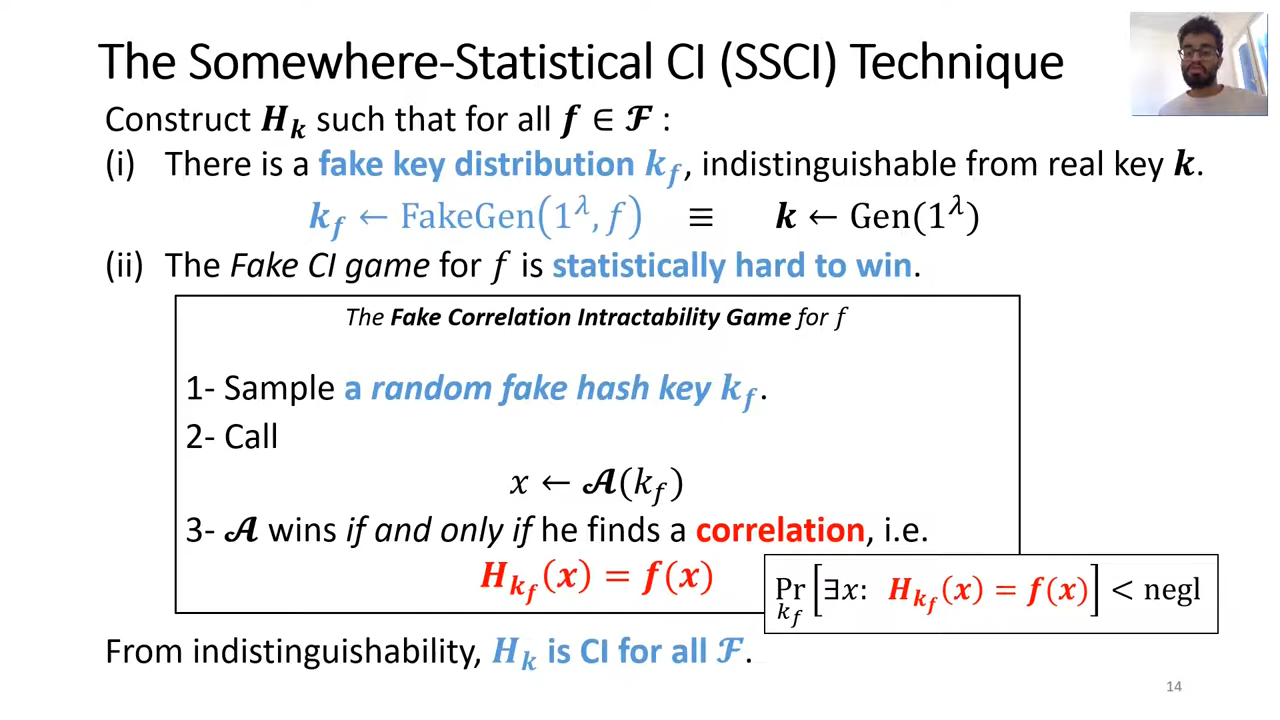 The Somewhere-Statistical CI (SSCI) Technique
Construct H_k such that for all f ∈ ℱ :
(i) There is a fake key distribution k_f, indistinguishable from real key k.
k_f ← FakeGen(1^λ, f) ≡ k ← Gen(1^λ)
(ii) The Fake CI game for f is statistically hard to win.
The Fake Correlation Intractability Game for f
1- Sample a random fake hash key k_f.
2- Call
x ← 𝓐(k_f)
3- 𝓐 wins if and only if he finds a correlation, i.e.
H_{k_f}(x) = f(x)
Pr_{k_f}[∃x: H_{k_f}(x) = f(x)] < negl
From indistinguishability, H_k is CI for all ℱ.
14